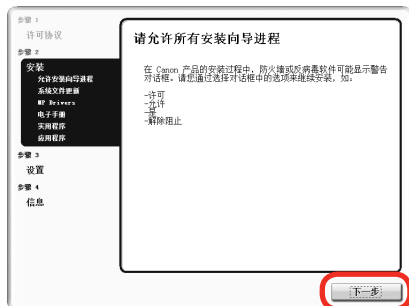 步骤 1
许可协议
步骤 2
安装
允许安装向导进程
系统文件更新
MP Drivers
电子手册
实用程序
应用程序
步骤 3
设置
步骤 4
信息
请允许所有安装向导进程
在 Canon 产品的安装过程中，防火墙或反病毒软件可能显示警告
对话框。请您通过选择对话框中的选项来继续安装，如：
-许可
-允许
-是
-解除阻止
下一步